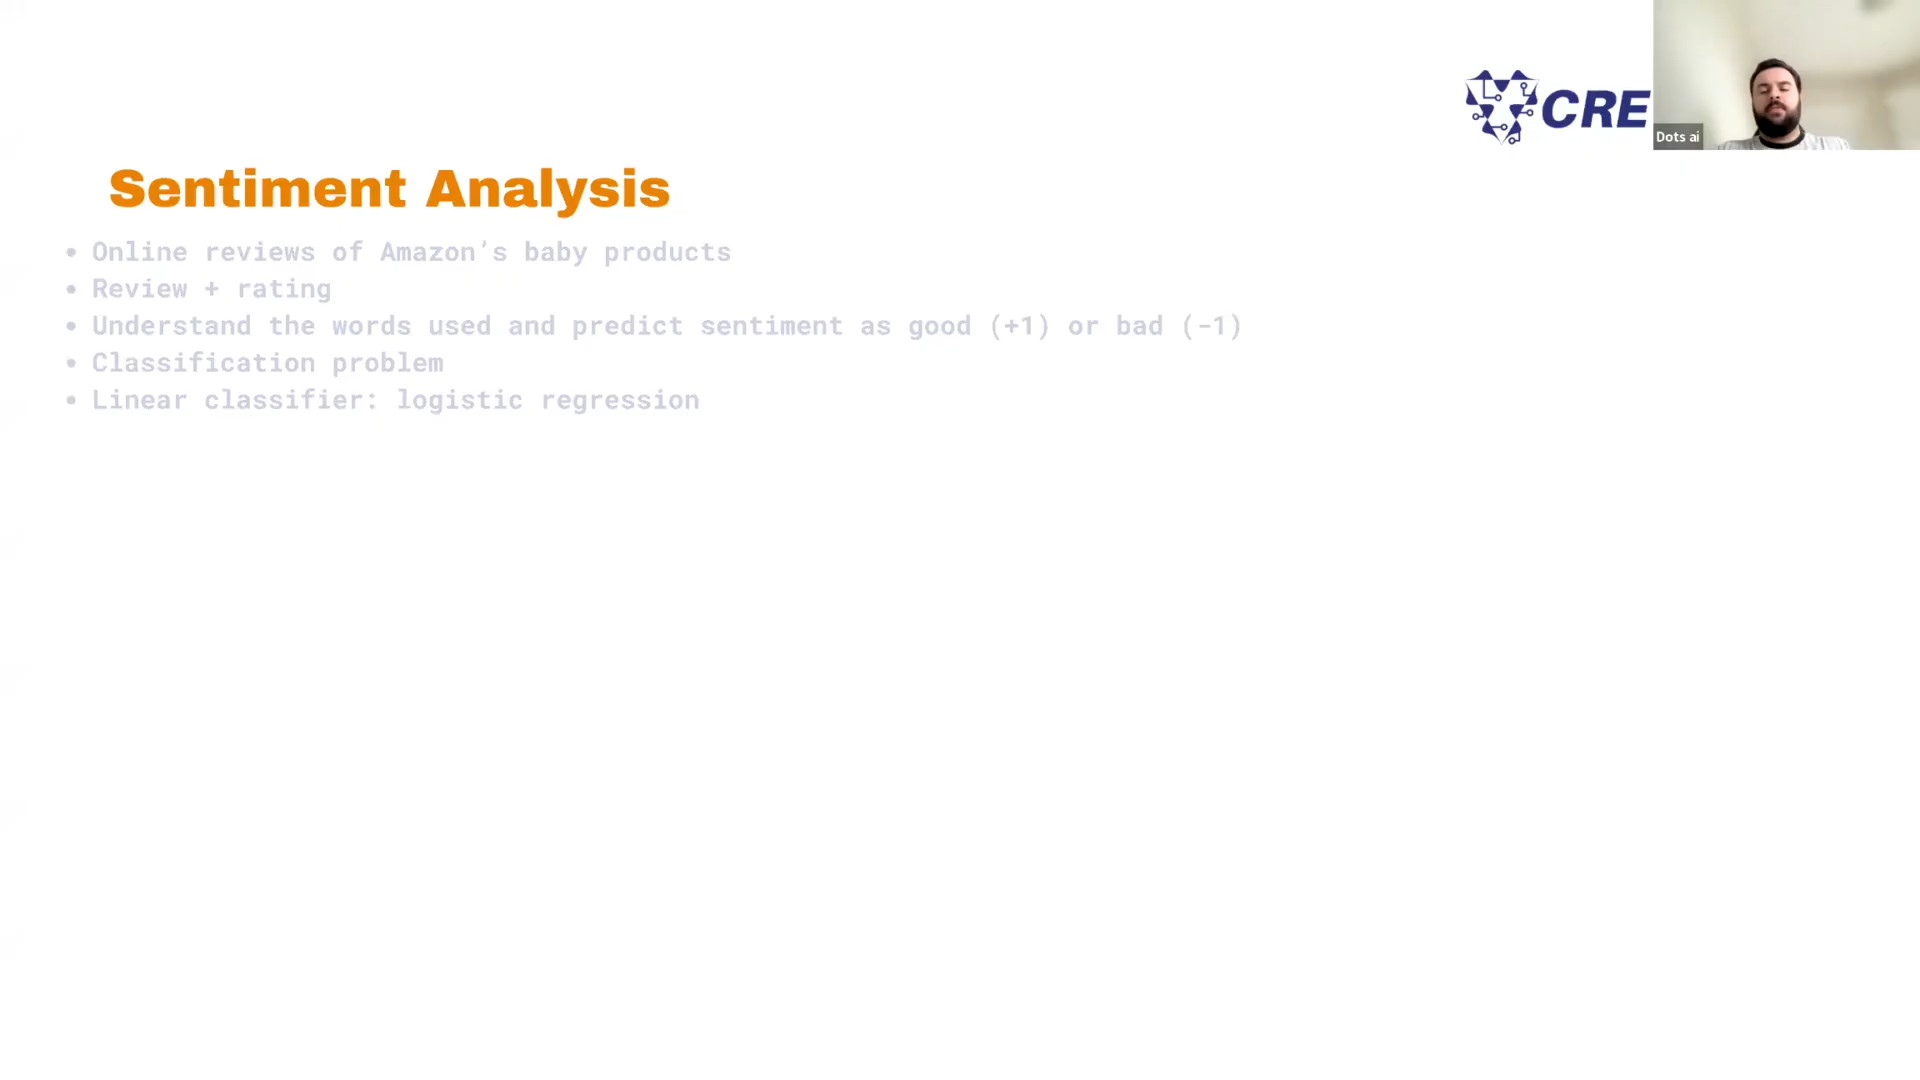 CRE
Dots ai
Sentiment Analysis
• Online reviews of Amazon’s baby products
• Review + rating
• Understand the words used and predict sentiment as good (+1) or bad (-1)
• Classification problem
• Linear classifier: logistic regression